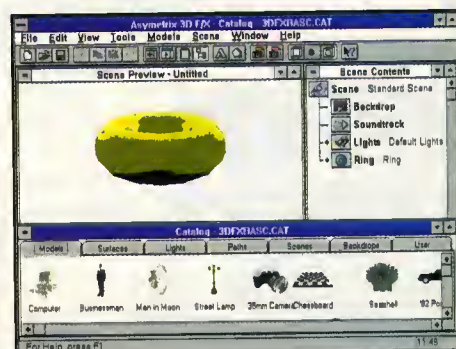 Asymetrix 3D F/X - Catalog - 3DFXBASC.CAT
File Edit View Tools Models Scene Window Help
Scene Preview - Untitled
Scene Contents
Scene Standard Scene
Backdrop
Soundtrack
Lights Default Lights
Ring Ring
Catalog - 3DFXBASC.CAT
Models Surfaces Lights Paths Scenes Backdrops User
Computer Businessman Man in Moon Street Lamp 35mm Camera Chessboard Seashell '82 Po
For Help, press F1 11:45